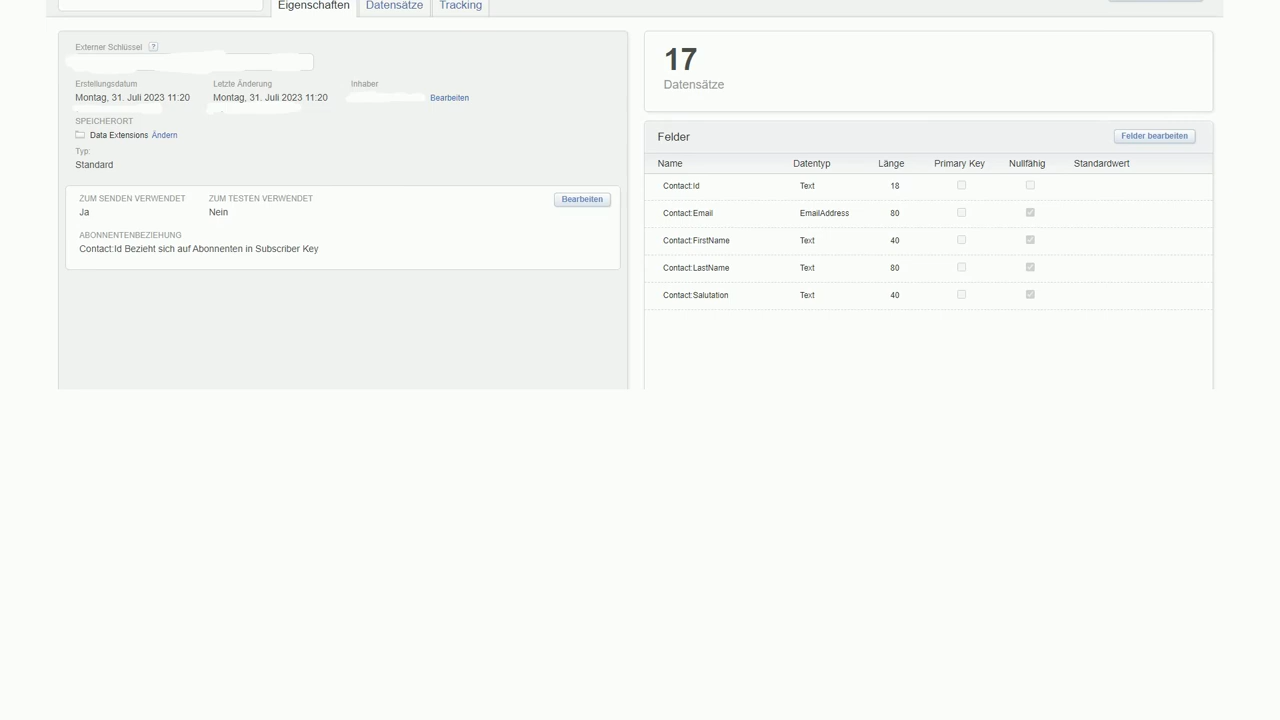 Eigenschaften Datensätze Tracking
Externer Schlüssel ?
Erstellungsdatum Letzte Änderung Inhaber
Montag, 31. Juli 2023 11:20 Montag, 31. Juli 2023 11:20 Bearbeiten
SPEICHERORT
Data Extensions Ändern
Typ:
Standard
ZUM SENDEN VERWENDET ZUM TESTEN VERWENDET Bearbeiten
Ja Nein
ABONNENTENBEZIEHUNG
Contact:Id Bezieht sich auf Abonnenten in Subscriber Key
17
Datensätze
Felder Felder bearbeiten
Name Datentyp Länge Primary Key Nullfähig Standardwert
Contact:Id Text 18
Contact:Email EmailAddress 80
Contact:FirstName Text 40
Contact:LastName Text 80
Contact:Salutation Text 40